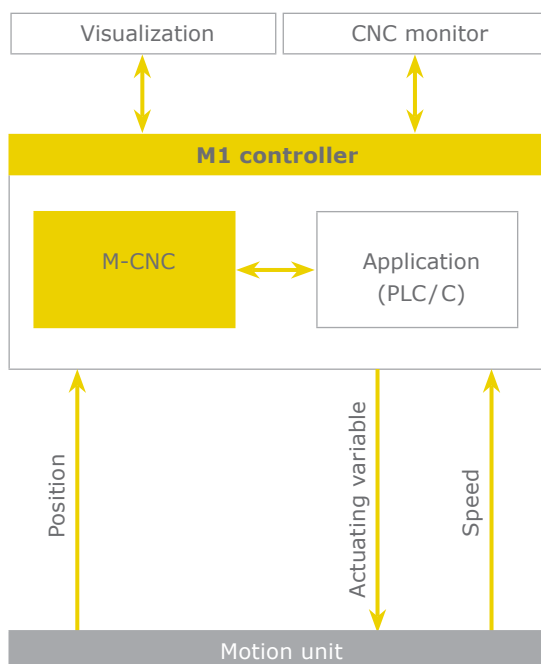 Visualization
CNC monitor
M1 controller
M-CNC
Application
(PLC/C)
Position
Actuating variable
Speed
Motion unit